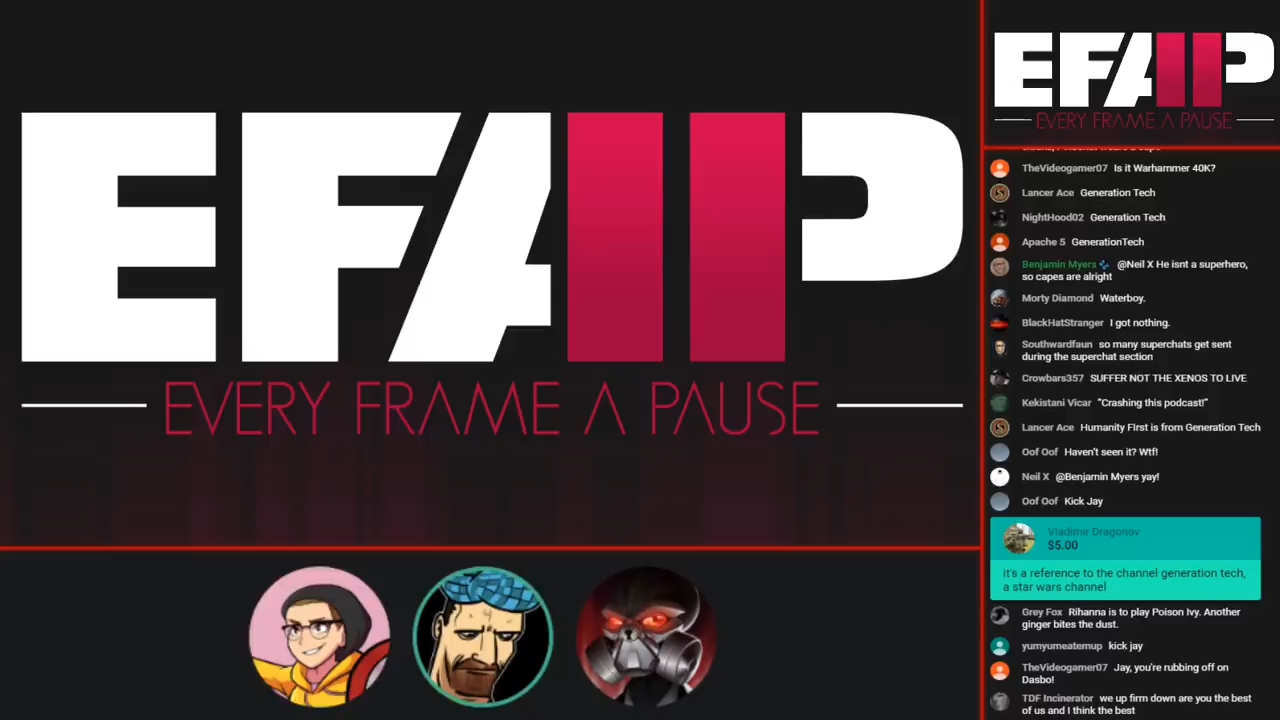 EFAP
EVERY FRAME A PAUSE
EFAP
EVERY FRAME A PAUSE
TheVideogamer07 Is it Warhammer 40K?
Lancer Ace Generation Tech
NightHood02 Generation Tech
Apache 5 GenerationTech
Benjamin Myers @Neil X He isnt a superhero,
so capes are alright
Morty Diamond Waterboy.
BlackHatStranger I got nothing.
Southwardfaun so many superchats get sent
during the superchat section
Crowbars357 SUFFER NOT THE XENOS TO LIVE
Kekistani Vicar “Crashing this podcast!”
Lancer Ace Humanity FIrst is from Generation Tech
Oof Oof Haven’t seen it? Wtf!
Neil X @Benjamin Myers yay!
Oof Oof Kick Jay
Vladimir Dragonov
$5.00
it's a reference to the channel generation tech,
a star wars channel
Grey Fox Rihanna is to play Poison Ivy. Another
ginger bites the dust.
yumyumeatemup kick jay
TheVideogamer07 Jay, you're rubbing off on
Dasbo!
TDF Incinerator we up firm down are you the best
of us and I think the best